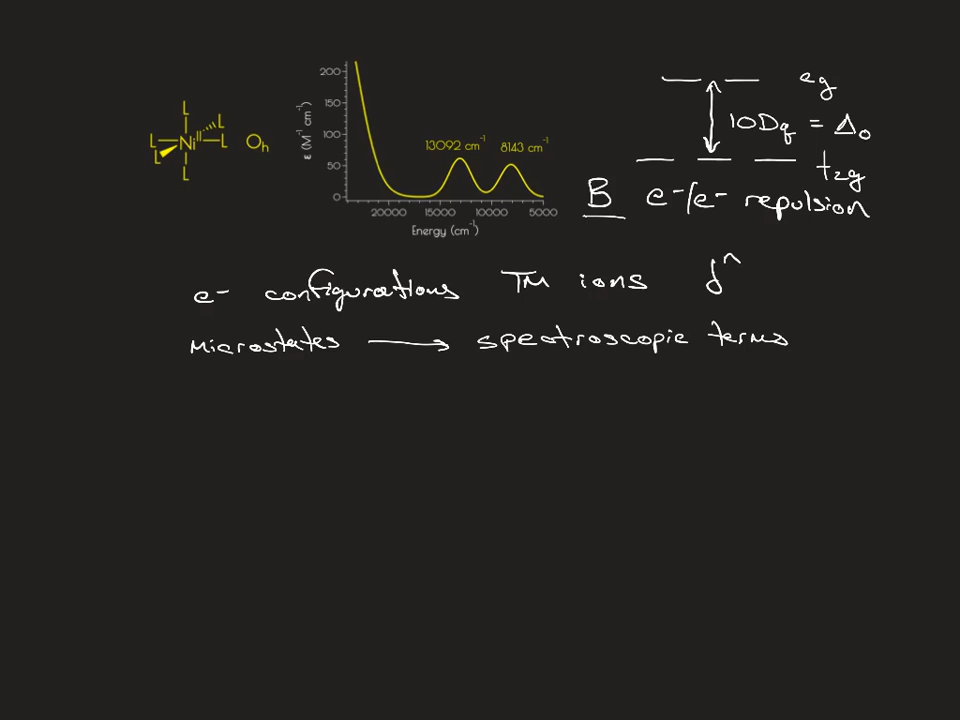 L
L
L Ni II L
L
L
Oh
200
150
100
50
0
ε (M⁻¹ cm⁻¹)
13092 cm⁻¹
8143 cm⁻¹
20000 15000 10000 5000
Energy (cm⁻¹)
eg
10Dq = Δo
t2g
B e-/e- repulsion
e- configurations TM ions dⁿ
Microstates → spectroscopic terms